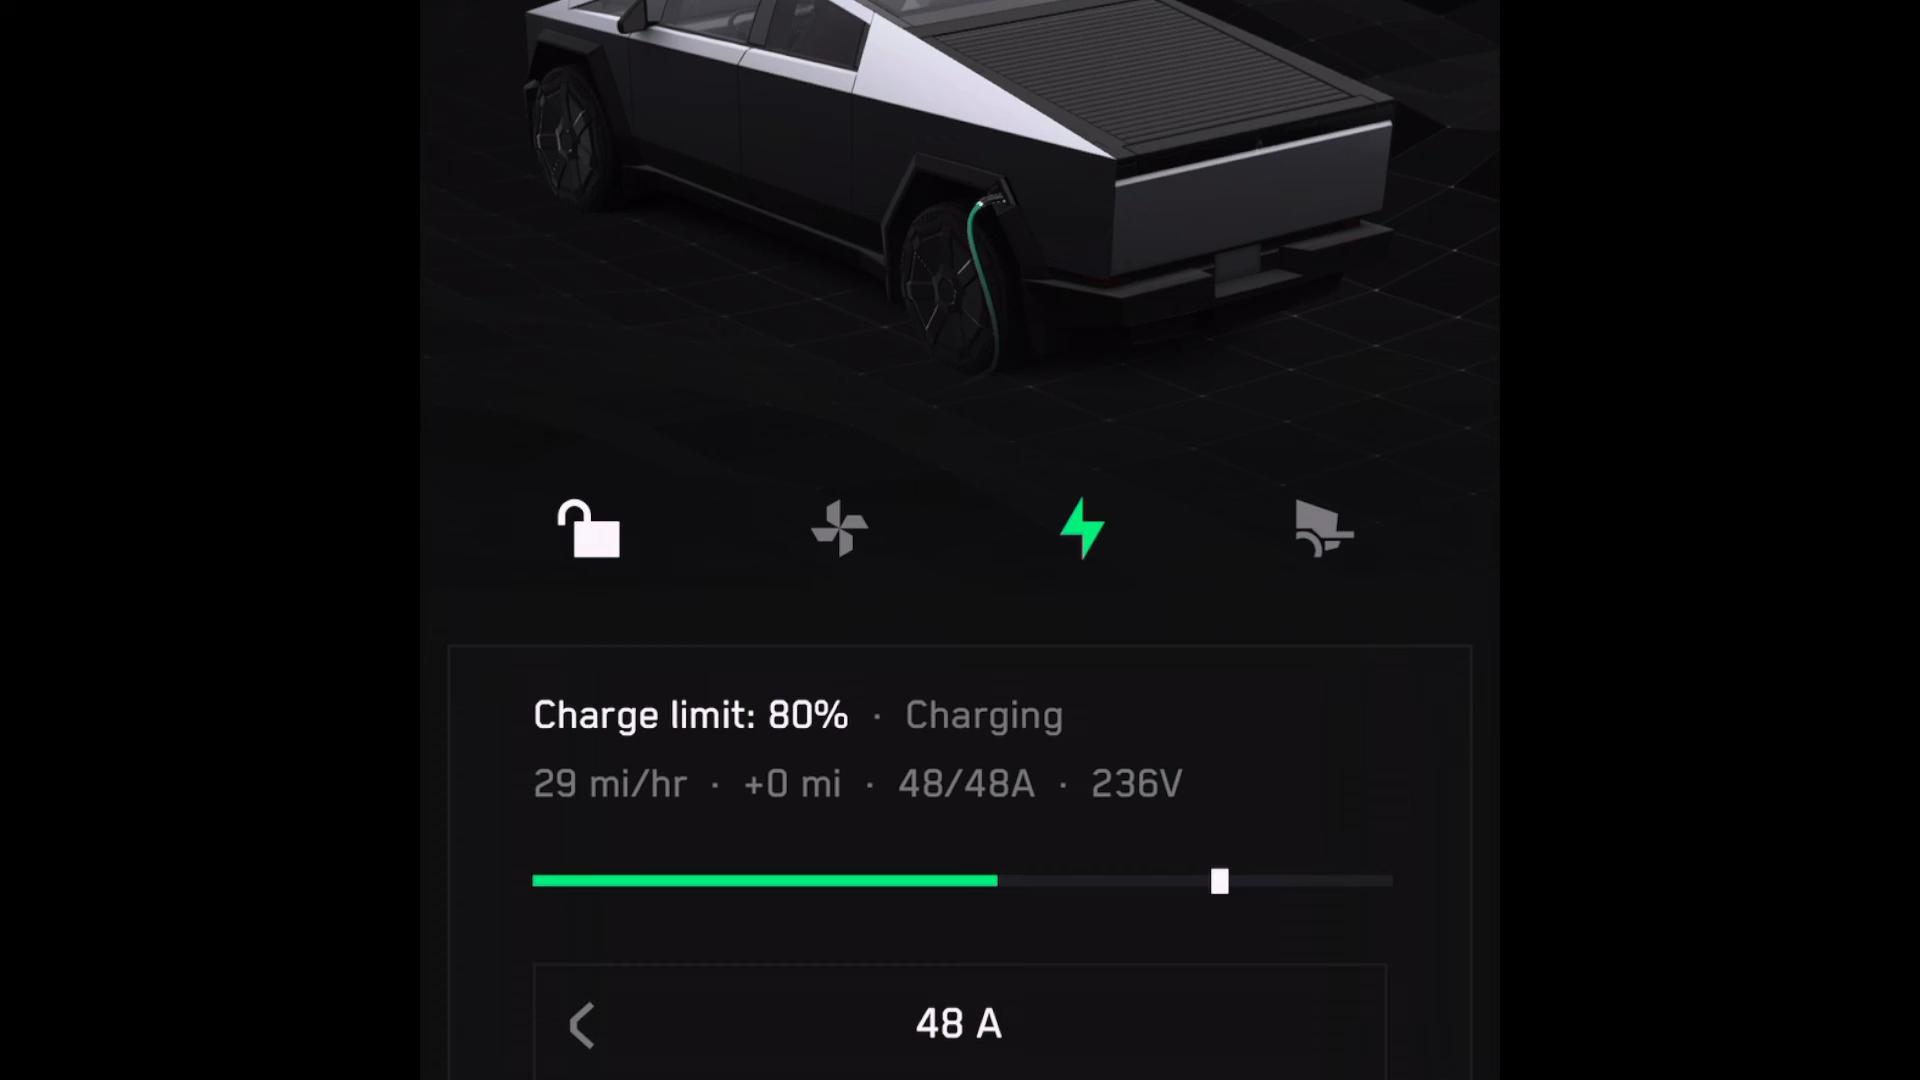 Charge limit: 80% · Charging
29 mi/hr · +0 mi · 48/48A · 236V
48 A